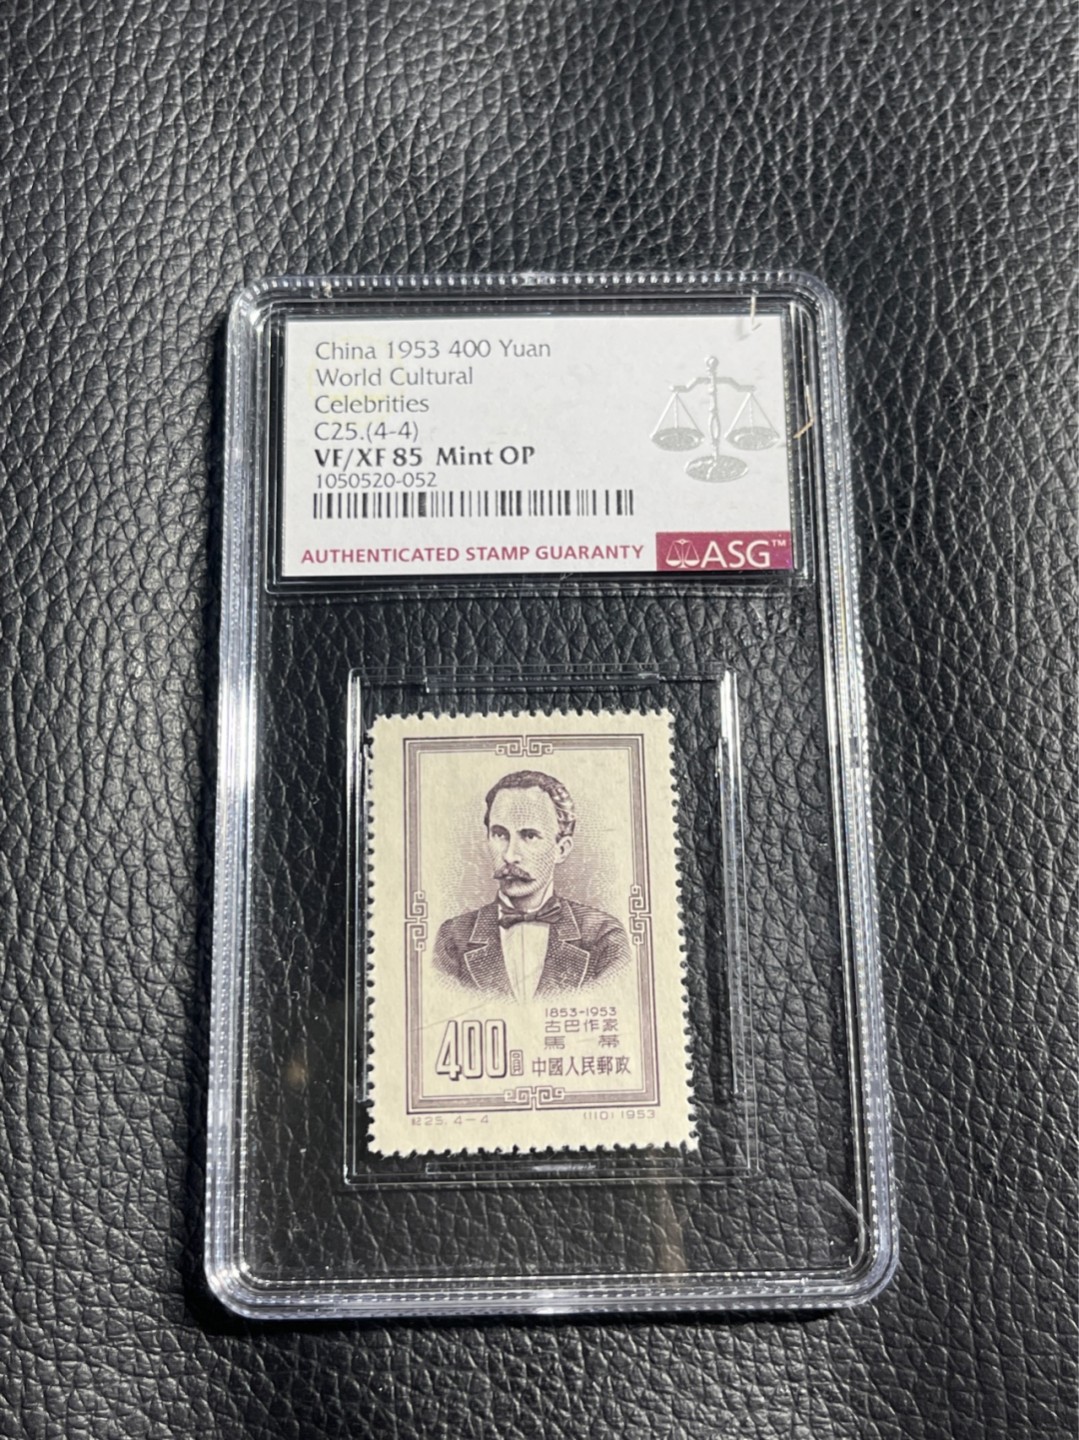 China 1953 400 Yuan
World Cultural
Celebrities
C25.(4-4)
VF/XF 85 Mint OP
1050520-052
AUTHENTICATED STAMP GUARANTY
ASG™
1853-1953
古巴作家
馬蒂
400圓
中國人民郵政
紀25. 4-4
(110) 1953